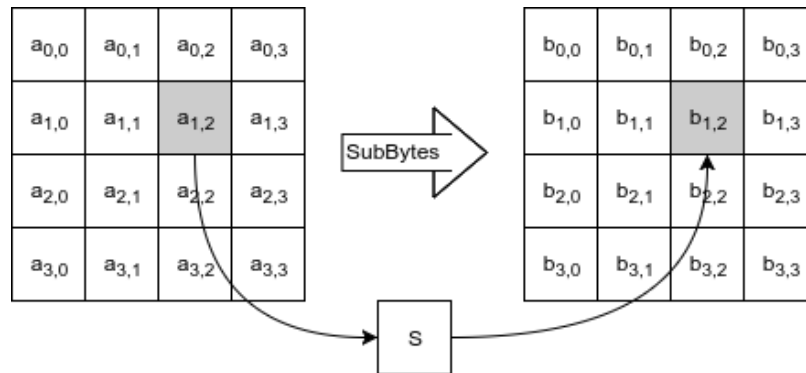 a0,0 a0,1 a0,2 a0,3
b0,0 b0,1 b0,2 b0,3
a1,0 a1,1 a1,2 a1,3
SubBytes
b1,0 b1,1 b1,2 b1,3
a2,0 a2,1 a2,2 a2,3
b2,0 b2,1 b2,2 b2,3
a3,0 a3,1 a3,2 a3,3
b3,0 b3,1 b3,2 b3,3
S